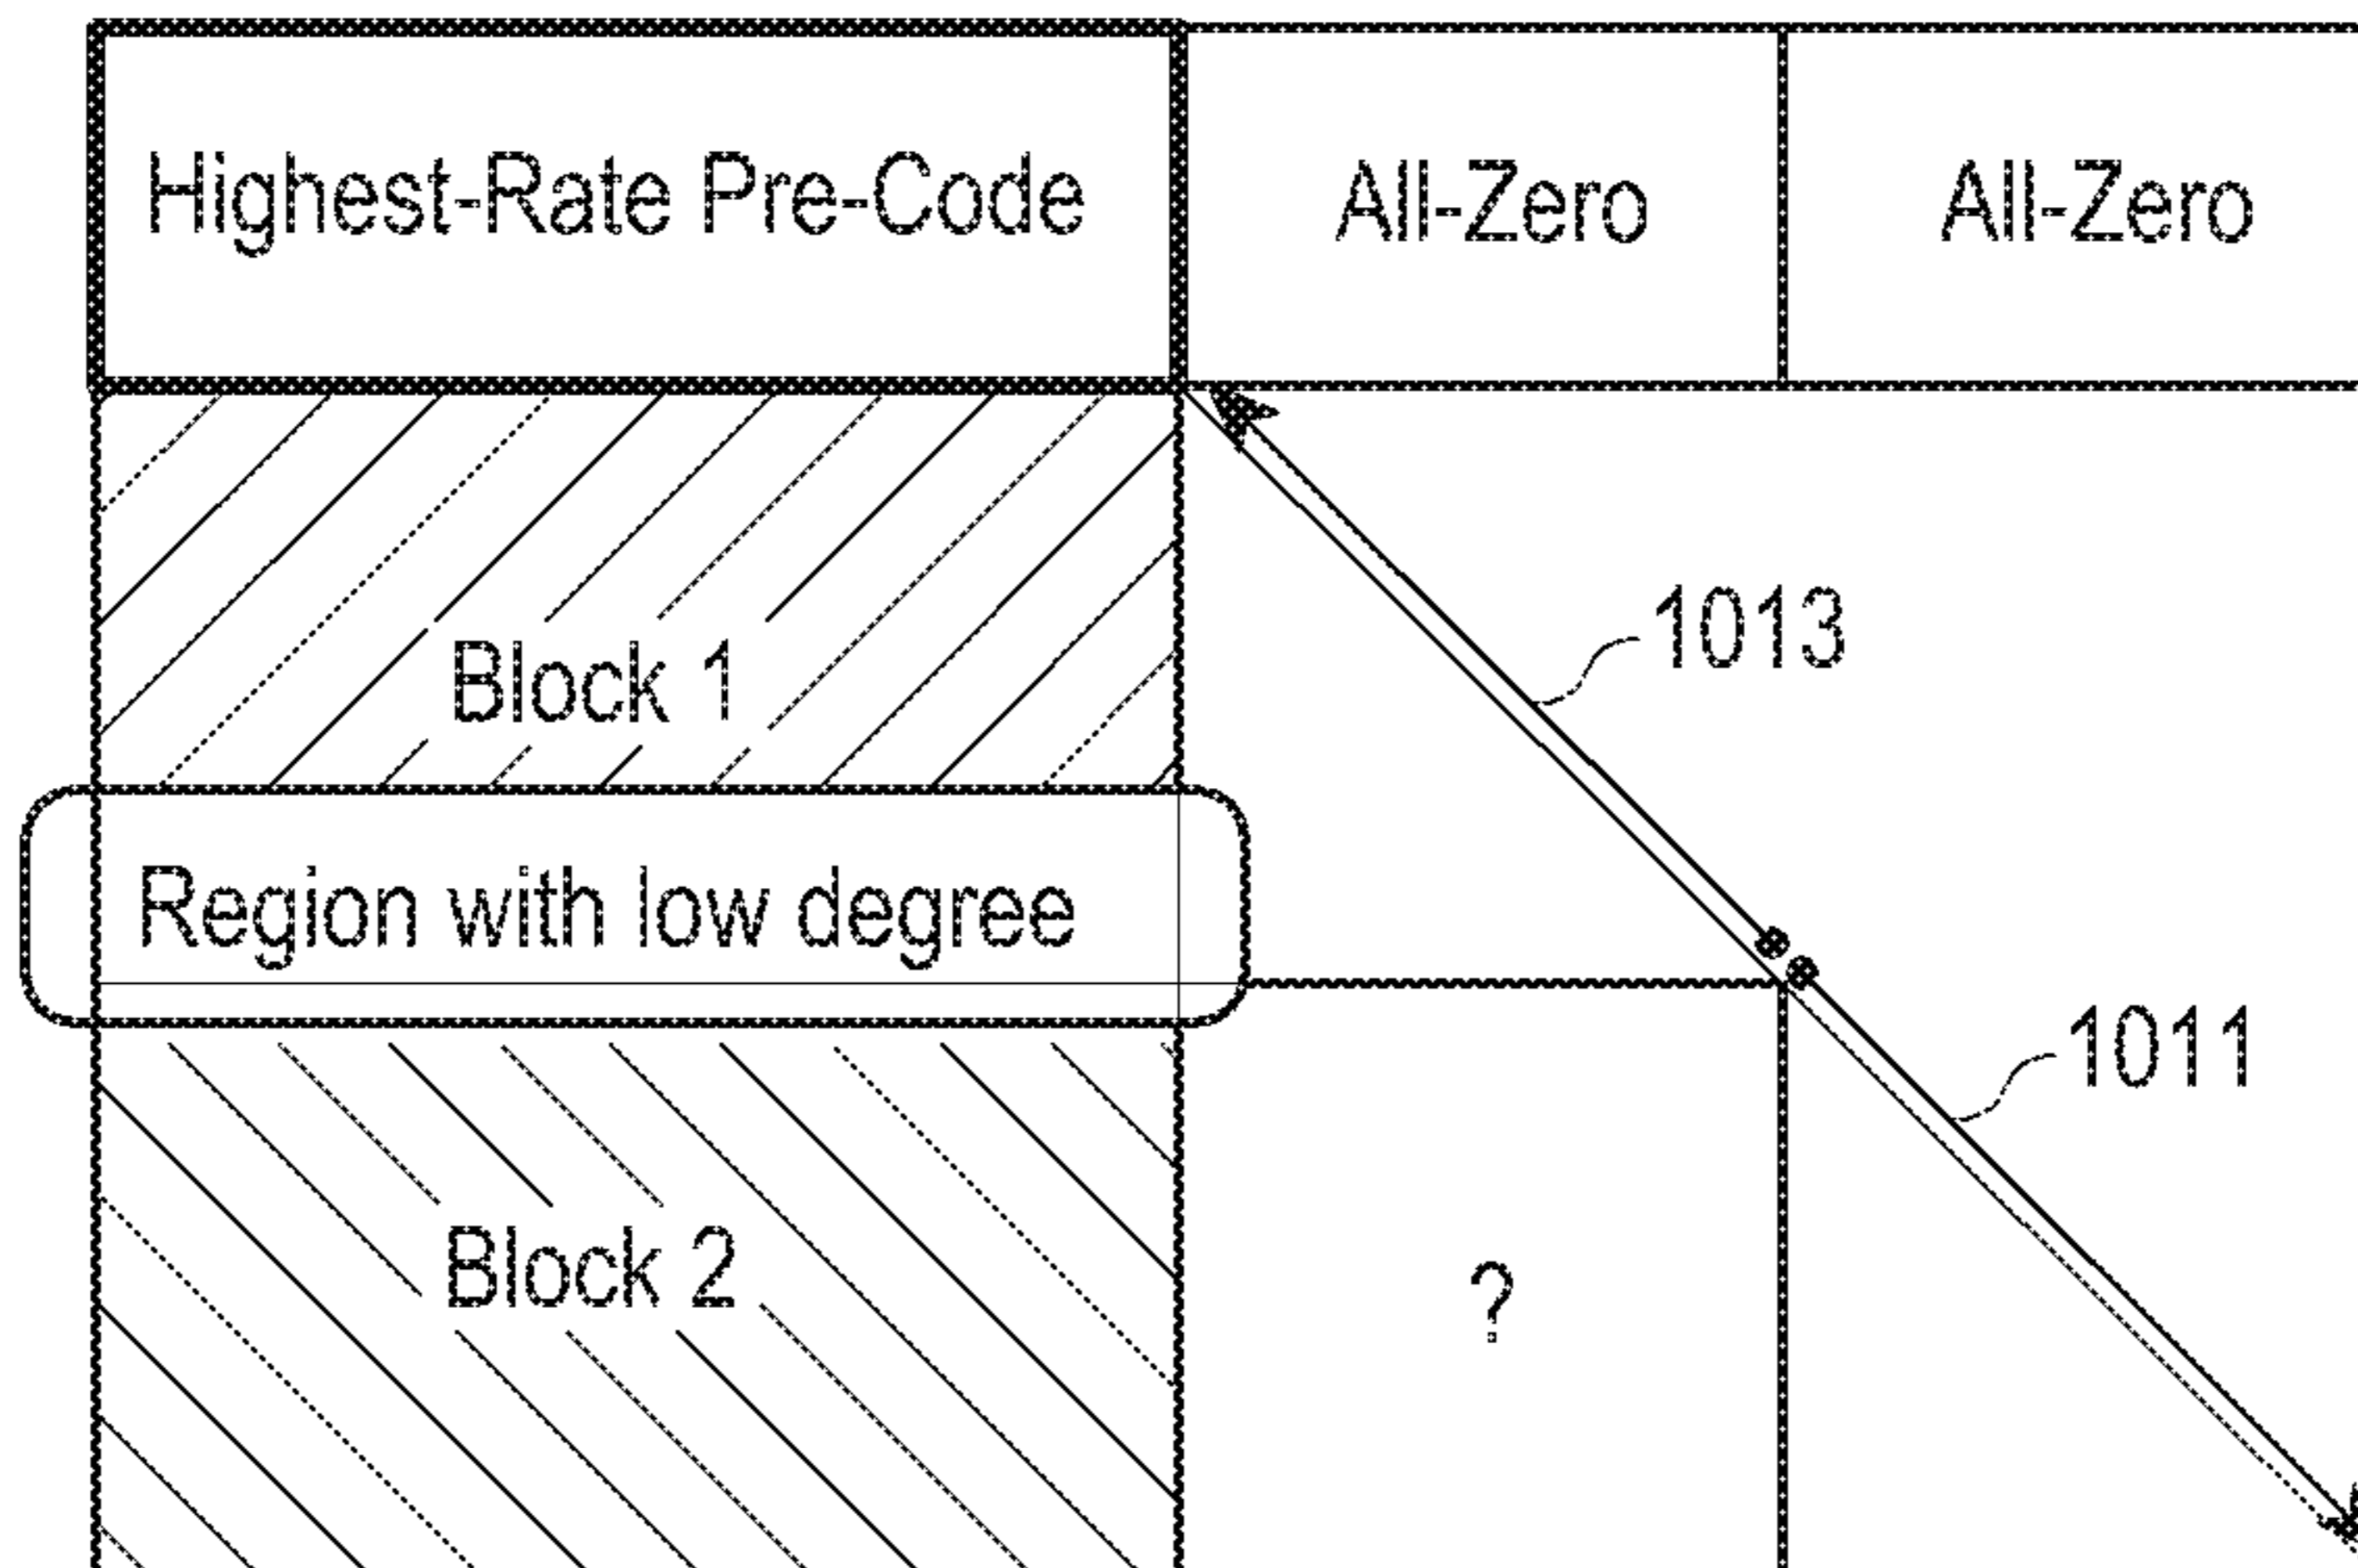 Highest-Rate Pre-Code
All-Zero
All-Zero
1013
Block 1
Region with low degree
1011
Block 2
?